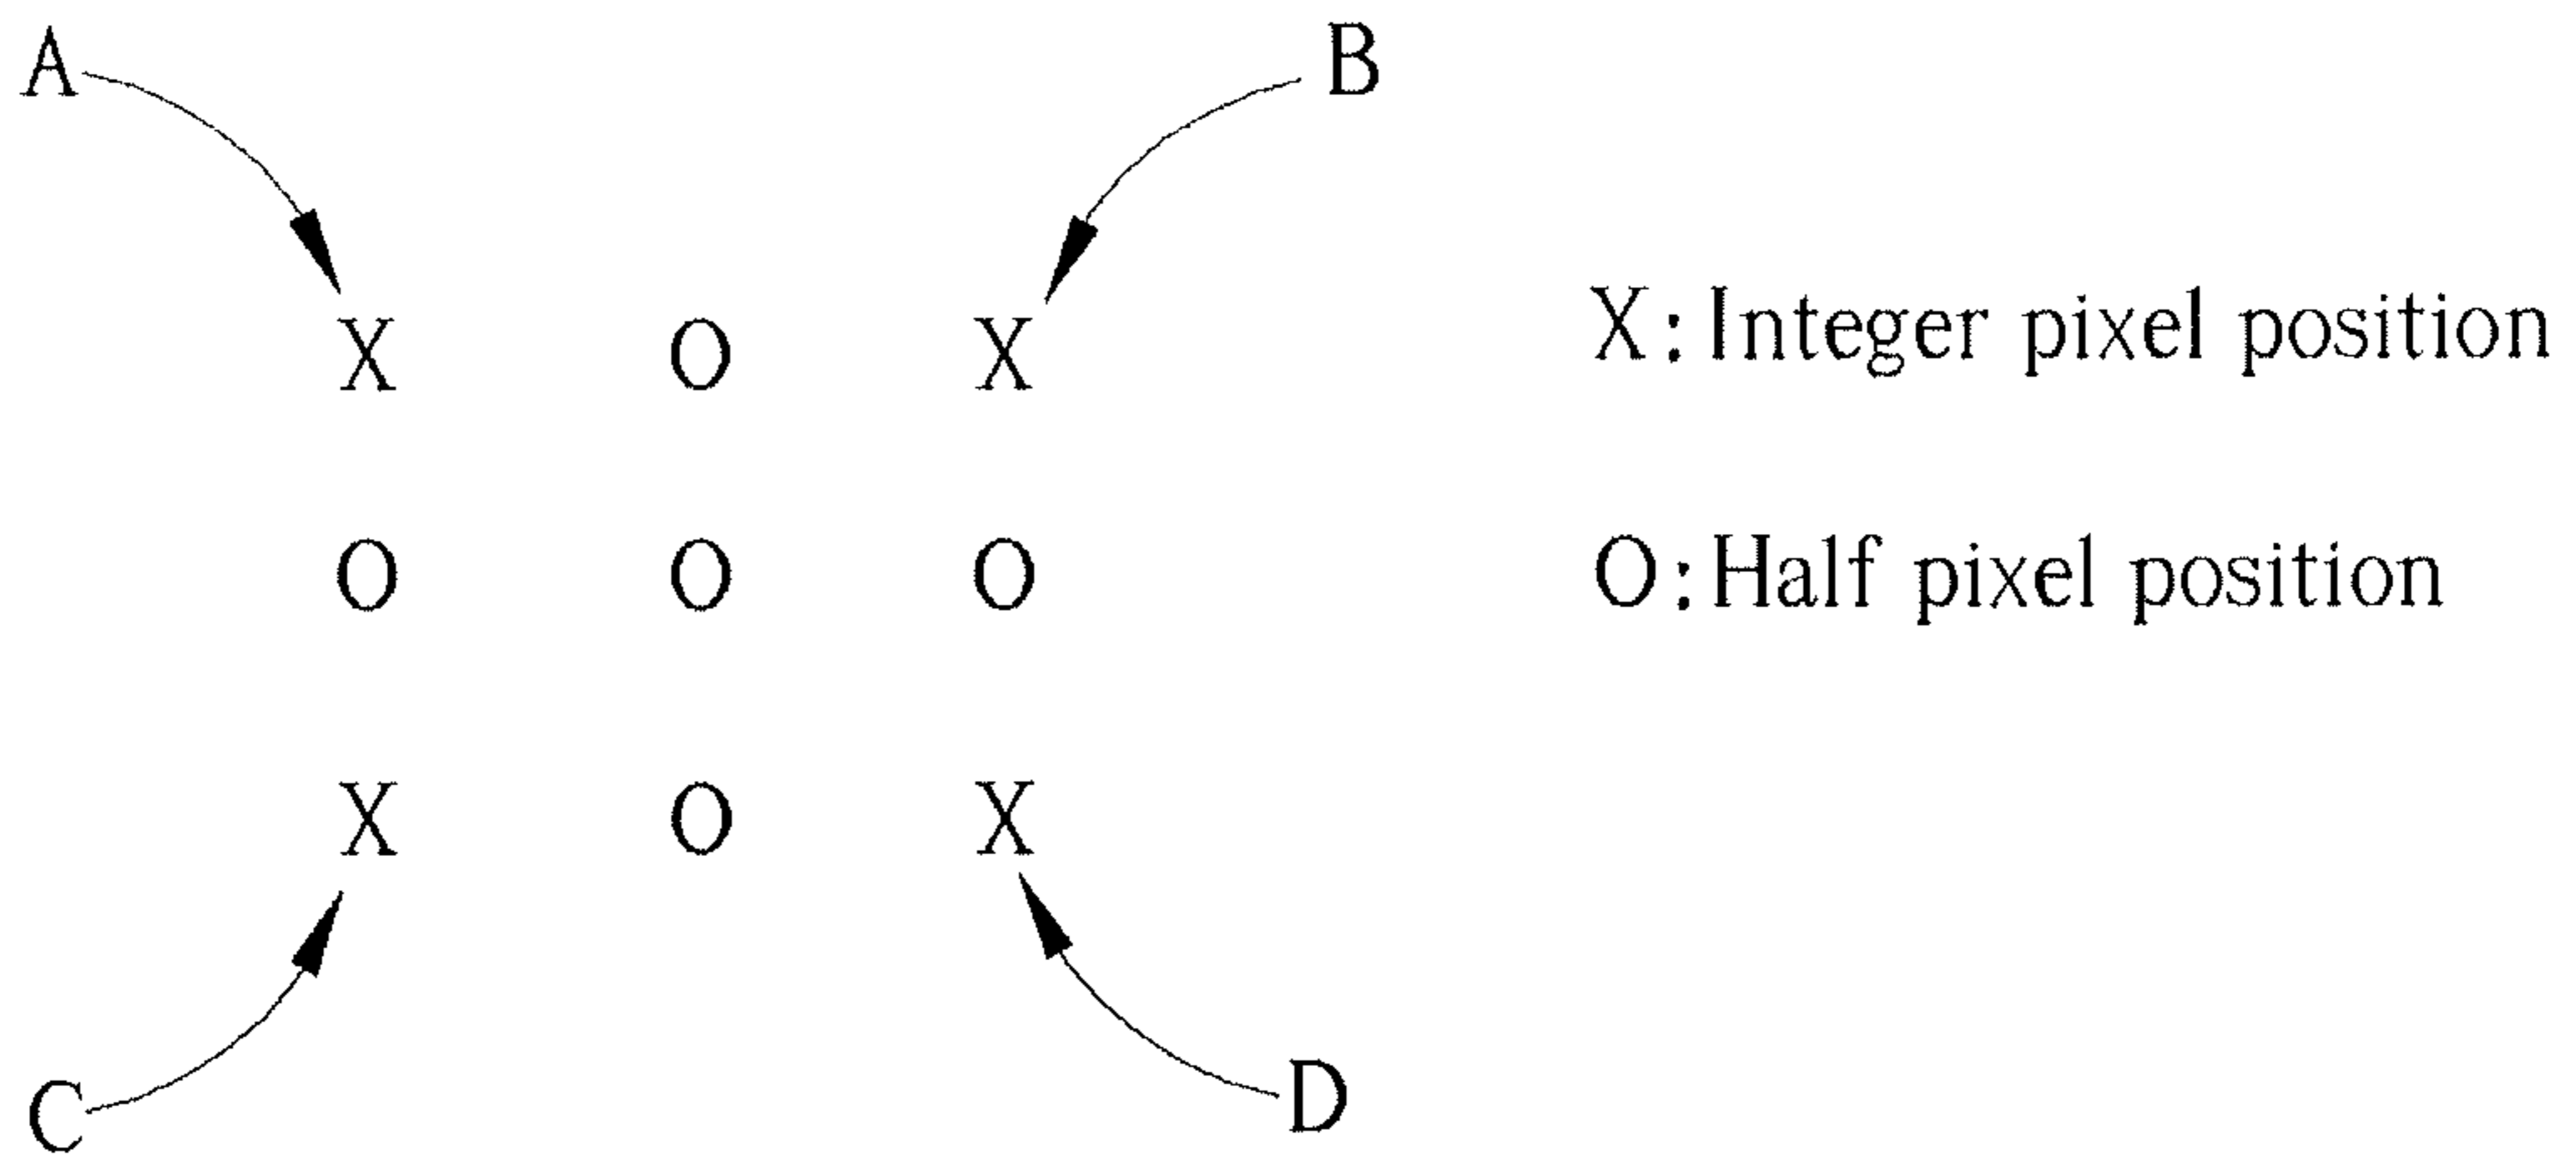 A B
X O X X:Integer pixel position
O O O O:Half pixel position
X O X
C D